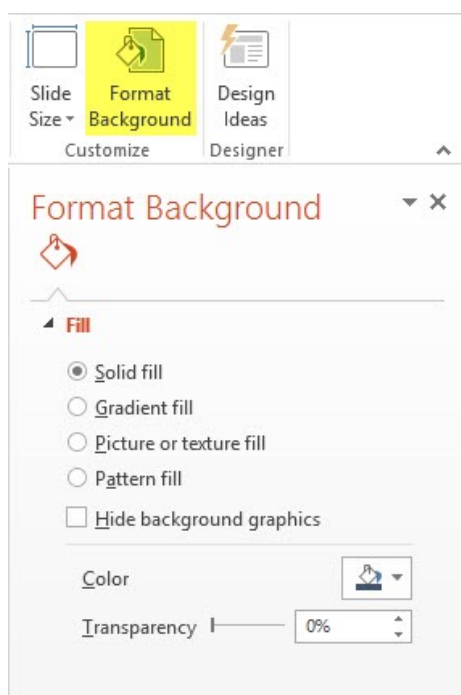 Slide Format Design
Size Background Ideas
Customize Designer
Format Background
Fill
Solid fill
Gradient fill
Picture or texture fill
Pattern fill
Hide background graphics
Color
Transparency 0%